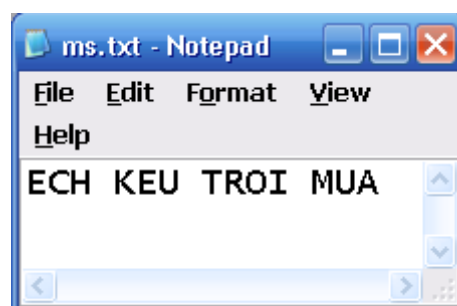 ms.txt - Notepad
File Edit Format View
Help
ECH KEU TROI MUA